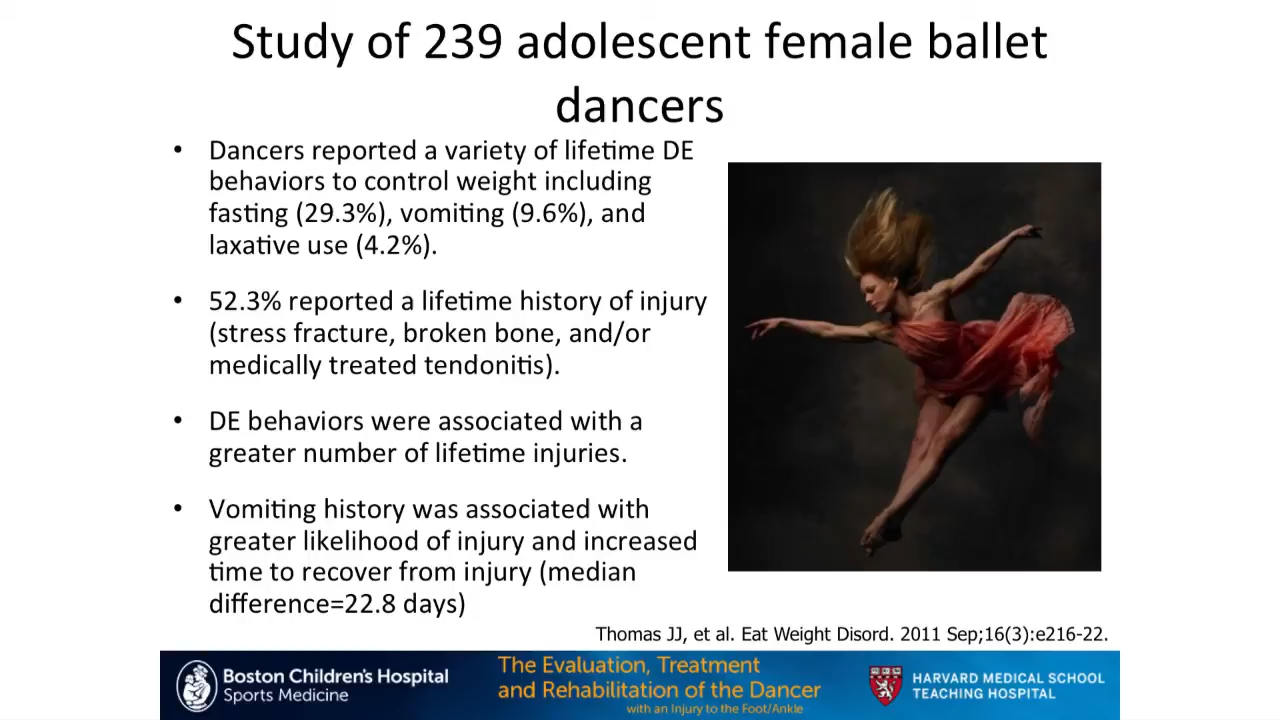 Study of 239 adolescent female ballet
dancers
• Dancers reported a variety of lifetime DE
behaviors to control weight including
fasting (29.3%), vomiting (9.6%), and
laxative use (4.2%).
• 52.3% reported a lifetime history of injury
(stress fracture, broken bone, and/or
medically treated tendonitis).
• DE behaviors were associated with a
greater number of lifetime injuries.
• Vomiting history was associated with
greater likelihood of injury and increased
time to recover from injury (median
difference=22.8 days)
Thomas JJ, et al. Eat Weight Disord. 2011 Sep;16(3):e216-22.
Boston Children's Hospital
Sports Medicine
The Evaluation, Treatment
and Rehabilitation of the Dancer
with an Injury to the Foot/Ankle
HARVARD MEDICAL SCHOOL
TEACHING HOSPITAL